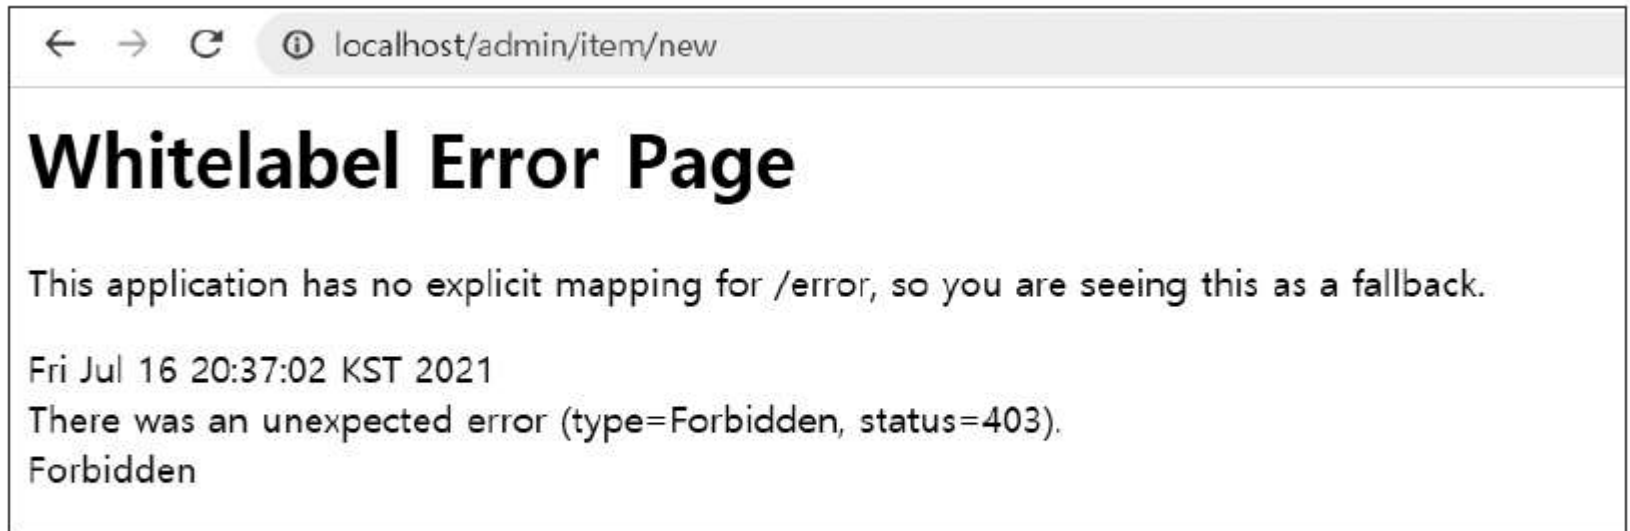 localhost/admin/item/new
Whitelabel Error Page
This application has no explicit mapping for /error, so you are seeing this as a fallback.
Fri Jul 16 20:37:02 KST 2021
There was an unexpected error (type=Forbidden, status=403).
Forbidden